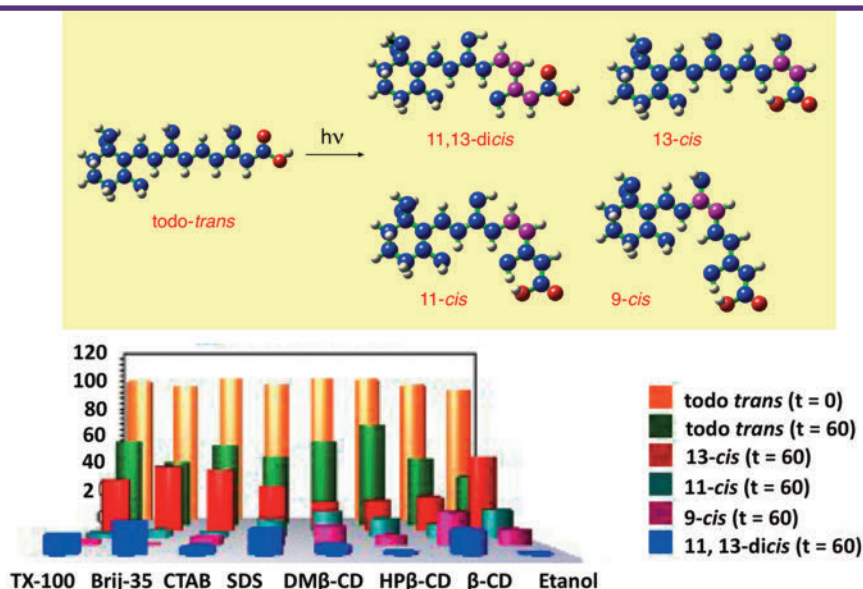 hν
11,13-dicis
13-cis
todo-trans
11-cis
9-cis
120
100
80
60
40
2
todo trans (t = 0)
todo trans (t = 60)
13-cis (t = 60)
11-cis (t = 60)
9-cis (t = 60)
11, 13-dicis (t = 60)
TX-100 Brij-35 CTAB SDS DMβ-CD HPβ-CD β-CD Etanol